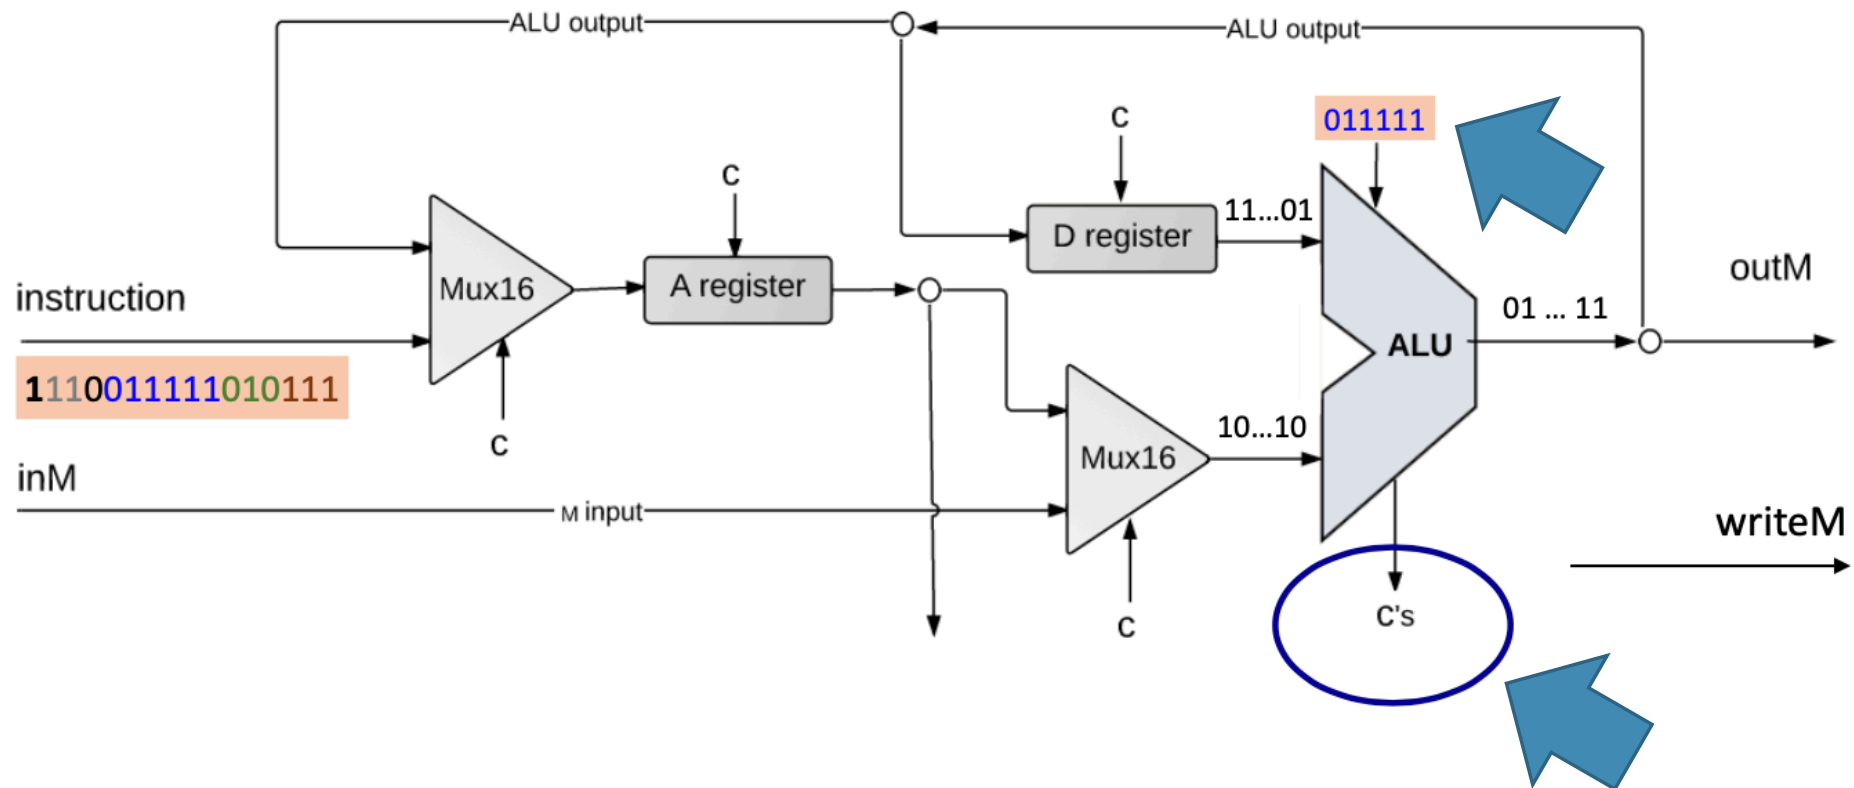 ALU output
ALU output
011111
c
c
11...01
D register
instruction
Mux16
A register
outM
01 ... 11
ALU
1110011111010111
c
10...10
Mux16
inM
M input
writeM
c
c's